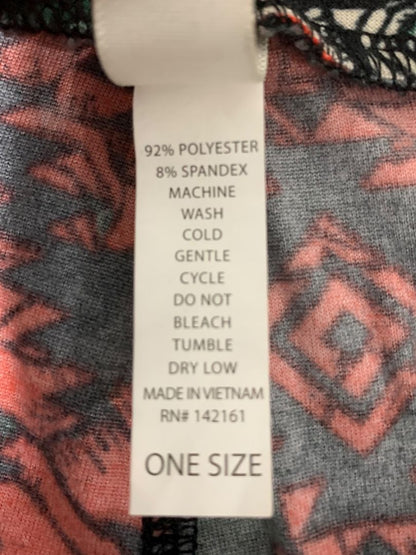 92% POLYESTER
8% SPANDEX
MACHINE
WASH
COLD
GENTLE
CYCLE
DO NOT
BLEACH
TUMBLE
DRY LOW
MADE IN VIETNAM
RN# 142161
ONE SIZE